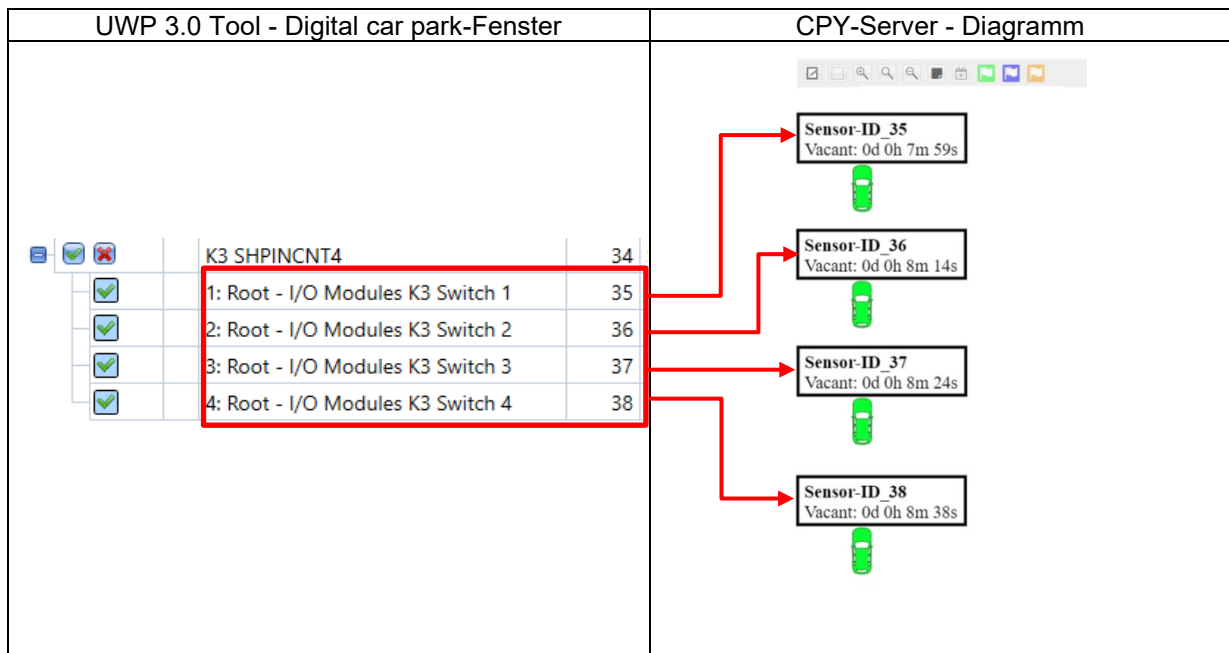 UWP 3.0 Tool - Digital car park-Fenster
CPY-Server - Diagramm
K3 SHPINCNT4 34
1: Root - I/O Modules K3 Switch 1 35
2: Root - I/O Modules K3 Switch 2 36
3: Root - I/O Modules K3 Switch 3 37
4: Root - I/O Modules K3 Switch 4 38
Sensor-ID_35
Vacant: 0d 0h 7m 59s
Sensor-ID_36
Vacant: 0d 0h 8m 14s
Sensor-ID_37
Vacant: 0d 0h 8m 24s
Sensor-ID_38
Vacant: 0d 0h 8m 38s